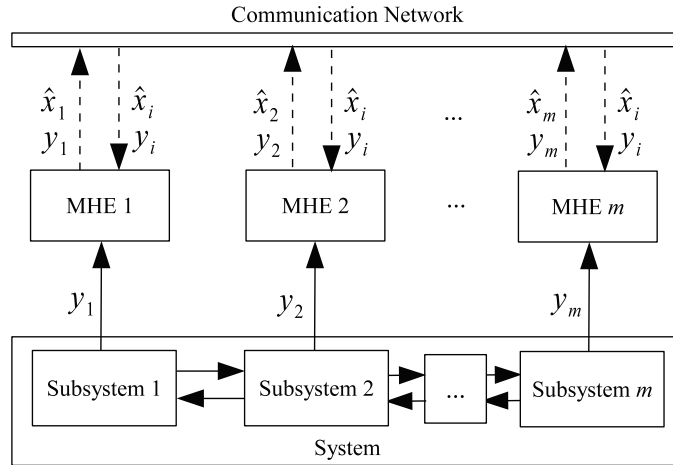 Communication Network
x̂₁ x̂ᵢ x̂₂ x̂ᵢ ... x̂ₘ x̂ᵢ
y₁ yᵢ y₂ yᵢ yₘ yᵢ
MHE 1 MHE 2 ... MHE m
y₁ y₂ yₘ
Subsystem 1 Subsystem 2 ... Subsystem m
System